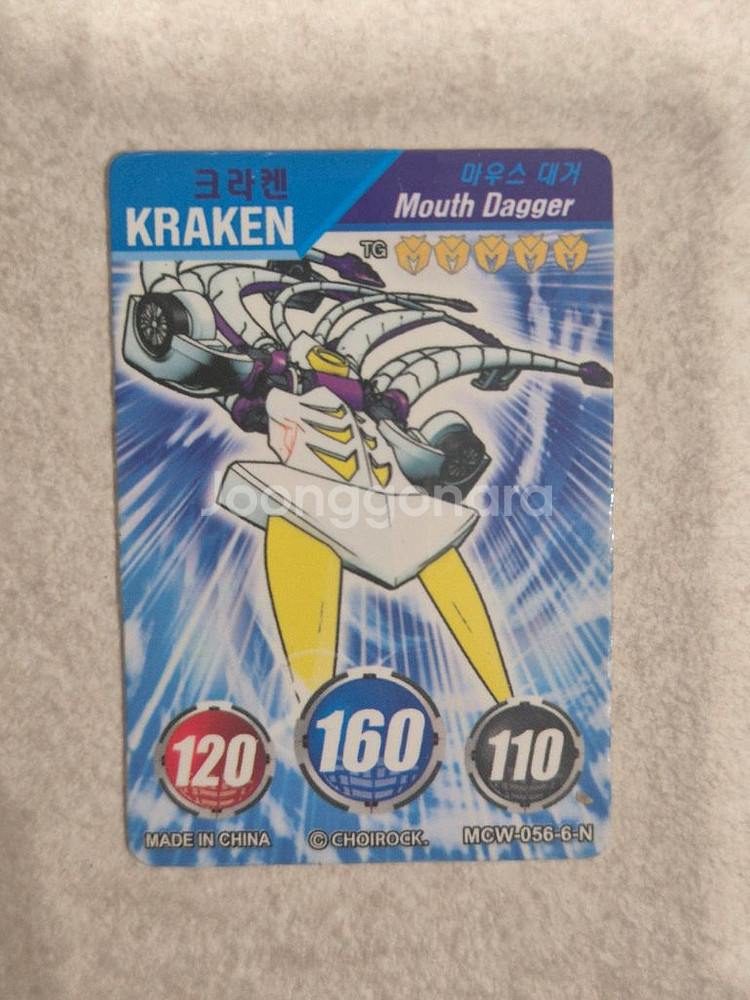 크라켄
KRAKEN
마우스 대거
Mouth Dagger
TG
Joonggonara
120
160
110
MADE IN CHINA
© CHOIROCK.
MCW-056-6-N